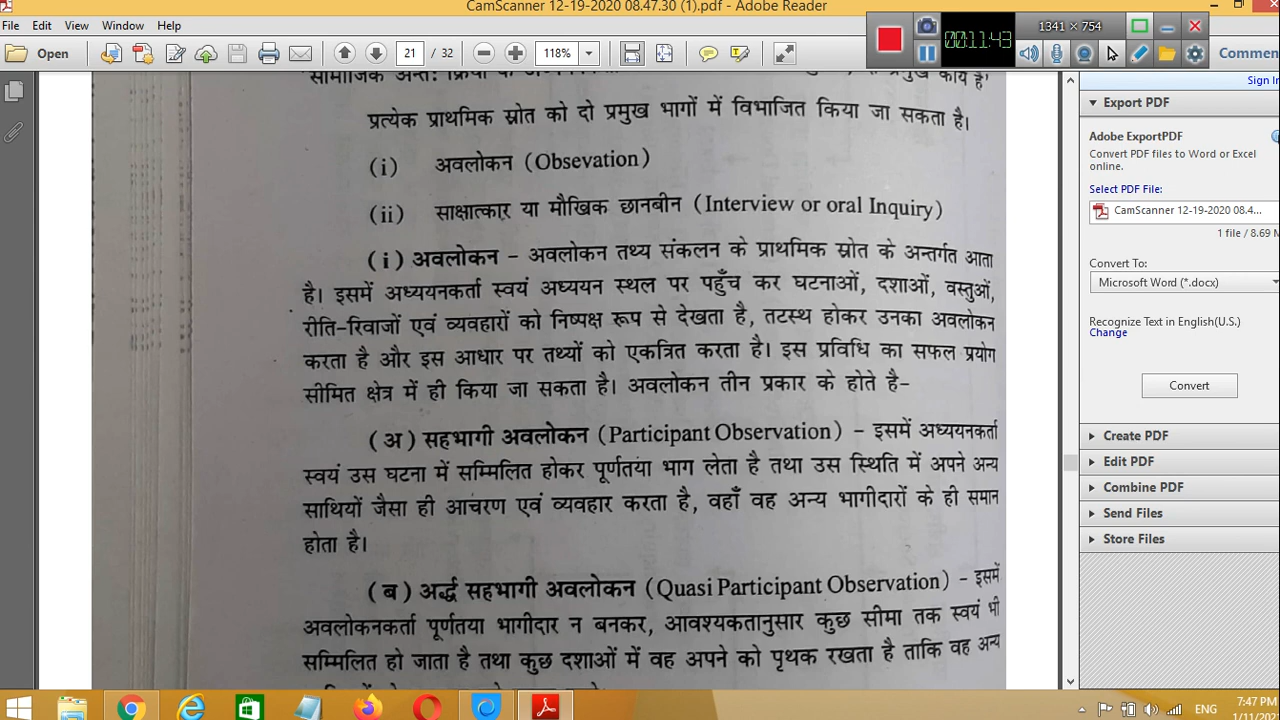 CamScanner 12-19-2020 08.47.30 (1).pdf - Adobe Reader
File Edit View Window Help
1341 × 754
00:11:43
Open 21 / 32 118% Comment
Sign In
प्रत्येक प्राथमिक स्रोत को दो प्रमुख भागों में विभाजित किया जा सकता है।
(i) अवलोकन (Obsevation)
(ii) साक्षात्कार या मौखिक छानबीन (Interview or oral Inquiry)
(i) अवलोकन – अवलोकन तथ्य संकलन के प्राथमिक स्रोत के अन्तर्गत आता
है। इसमें अध्ययनकर्ता स्वयं अध्ययन स्थल पर पहुँच कर घटनाओं, दशाओं, वस्तुओं,
रीति-रिवाजों एवं व्यवहारों को निष्पक्ष रूप से देखता है, तटस्थ होकर उनका अवलोकन
करता है और इस आधार पर तथ्यों को एकत्रित करता है। इस प्रविधि का सफल प्रयोग
सीमित क्षेत्र में ही किया जा सकता है। अवलोकन तीन प्रकार के होते है–
(अ) सहभागी अवलोकन (Participant Observation) – इसमें अध्ययनकर्ता
स्वयं उस घटना में सम्मिलित होकर पूर्णतया भाग लेता है तथा उस स्थिति में अपने अन्य
साथियों जैसा ही आचरण एवं व्यवहार करता है, वहाँ वह अन्य भागीदारों के ही समान
होता है।
(ब) अर्द्ध सहभागी अवलोकन (Quasi Participant Observation) – इसमें
अवलोकनकर्ता पूर्णतया भागीदार न बनकर, आवश्यकतानुसार कुछ सीमा तक स्वयं भी
सम्मिलित हो जाता है तथा कुछ दशाओं में वह अपने को पृथक रखता है ताकि वह अन्य
Export PDF
Adobe ExportPDF
Convert PDF files to Word or Excel
online.
Select PDF File:
CamScanner 12-19-2020 08.4...
1 file / 8.69 M
Convert To:
Microsoft Word (*.docx)
Recognize Text in English(U.S.)
Change
Convert
Create PDF
Edit PDF
Combine PDF
Send Files
Store Files
ENG
7:47 PM